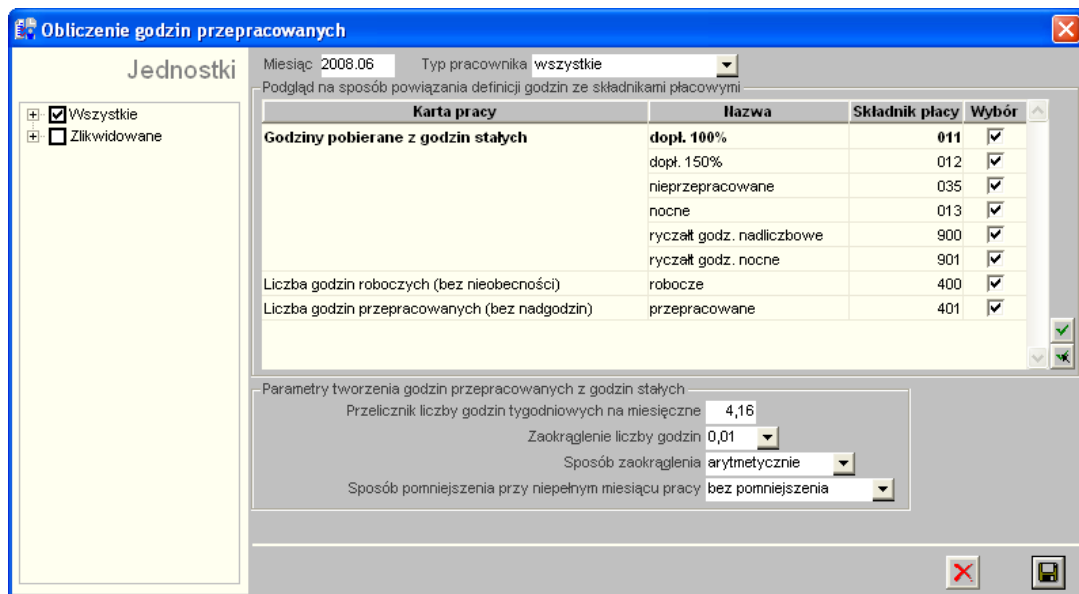 Obliczenie godzin przepracowanych
Jednostki
Wszystkie
Zlikwidowane
Miesiąc 2008.06 Typ pracownika wszystkie
Podgląd na sposób powiązania definicji godzin ze składnikami płacowymi
Karta pracy Nazwa Składnik płacy Wybór
Godziny pobierane z godzin stałych dopł. 100% 011
dopł. 150% 012
nieprzepracowane 035
nocne 013
ryczałt godz. nadliczbowe 900
ryczałt godz. nocne 901
Liczba godzin roboczych (bez nieobecności) robocze 400
Liczba godzin przepracowanych (bez nadgodzin) przepracowane 401
Parametry tworzenia godzin przepracowanych z godzin stałych
Przelicznik liczby godzin tygodniowych na miesięczne 4,16
Zaokrąglenie liczby godzin 0,01
Sposób zaokrąglenia arytmetycznie
Sposób pomniejszenia przy niepełnym miesiącu pracy bez pomniejszenia